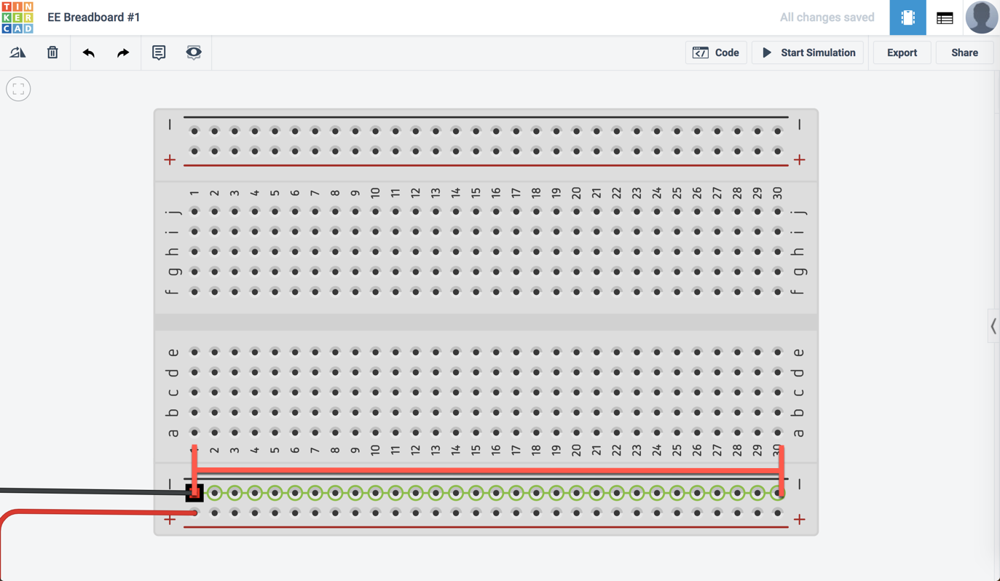 TIN
KER
CAD
EE Breadboard #1
All changes saved
Code
Start Simulation
Export
Share
— —
+ +
1 2 3 4 5 6 7 8 9 10 11 12 13 14 15 16 17 18 19 20 21 22 23 24 25 26 27 28 29 30
j j
i i
h h
g g
f f
e e
d d
c c
b b
a a
1 2 3 4 5 6 7 8 9 10 11 12 13 14 15 16 17 18 19 20 21 22 23 24 25 26 27 28 29 30
— —
+ +